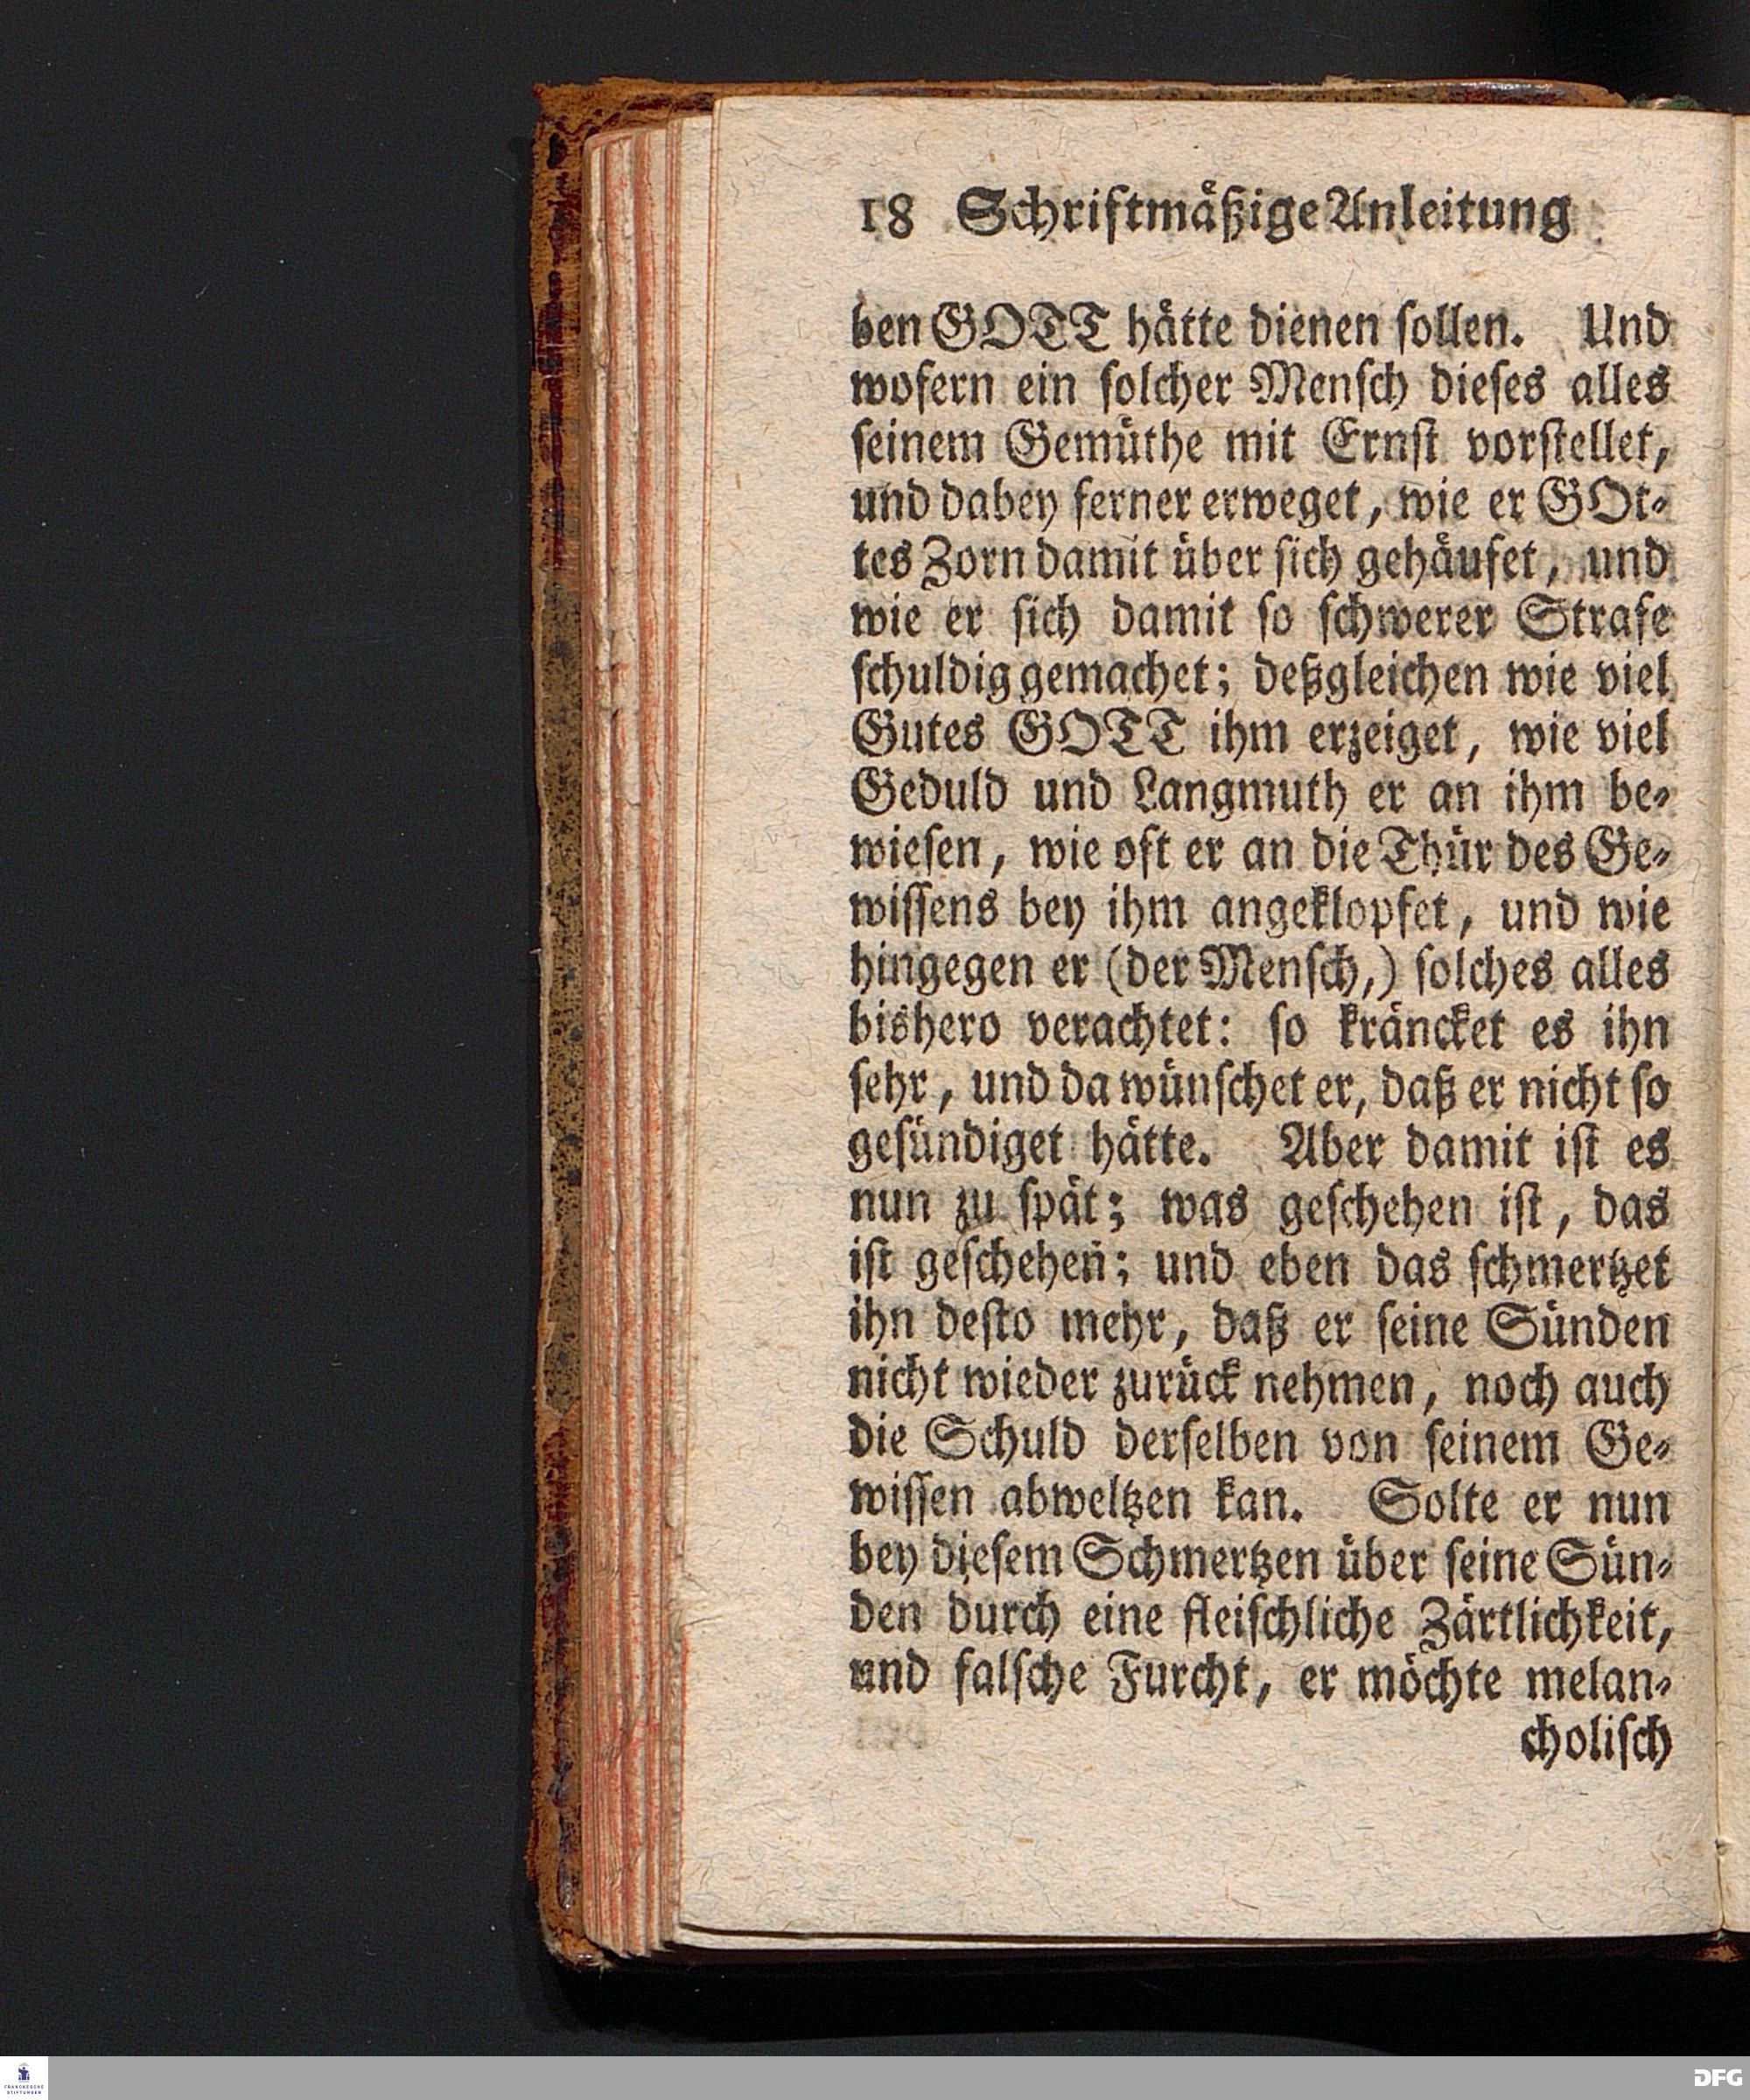 18 Schriftmäßige Anleitung
ben GOTT hätte dienen ſollen. Und
wofern ein ſolcher Menſch dieſes alles
ſeinem Gemüthe mit Ernſt vorſtellet,
und dabey ferner erweget, wie er GOt-
tes Zorn damit über ſich gehäufet, und
wie er ſich damit ſo ſchwerer Strafe
ſchuldig gemachet; deßgleichen wie viel
Gutes GOTT ihm erzeiget, wie viel
Geduld und Langmuth er an ihm be-
wieſen, wie oft er an die Thür des Ge-
wiſſens bey ihm angeklopfet, und wie
hingegen er (der Menſch,) ſolches alles
bishero verachtet: ſo kräncket es ihn
ſehr, und da wünſchet er, daß er nicht ſo
geſündiget hätte. Aber damit iſt es
nun zu ſpät; was geſchehen iſt, das
iſt geſchehen; und eben das ſchmertzet
ihn deſto mehr, daß er ſeine Sünden
nicht wieder zurück nehmen, noch auch
die Schuld derſelben von ſeinem Ge-
wiſſen abweltzen kan. Solte er nun
bey dieſem Schmertzen über ſeine Sün-
den durch eine fleiſchliche Zärtlichkeit,
und falſche Furcht, er möchte melan-
choliſch
FRANCKESCHE
STIFTUNGEN
DFG